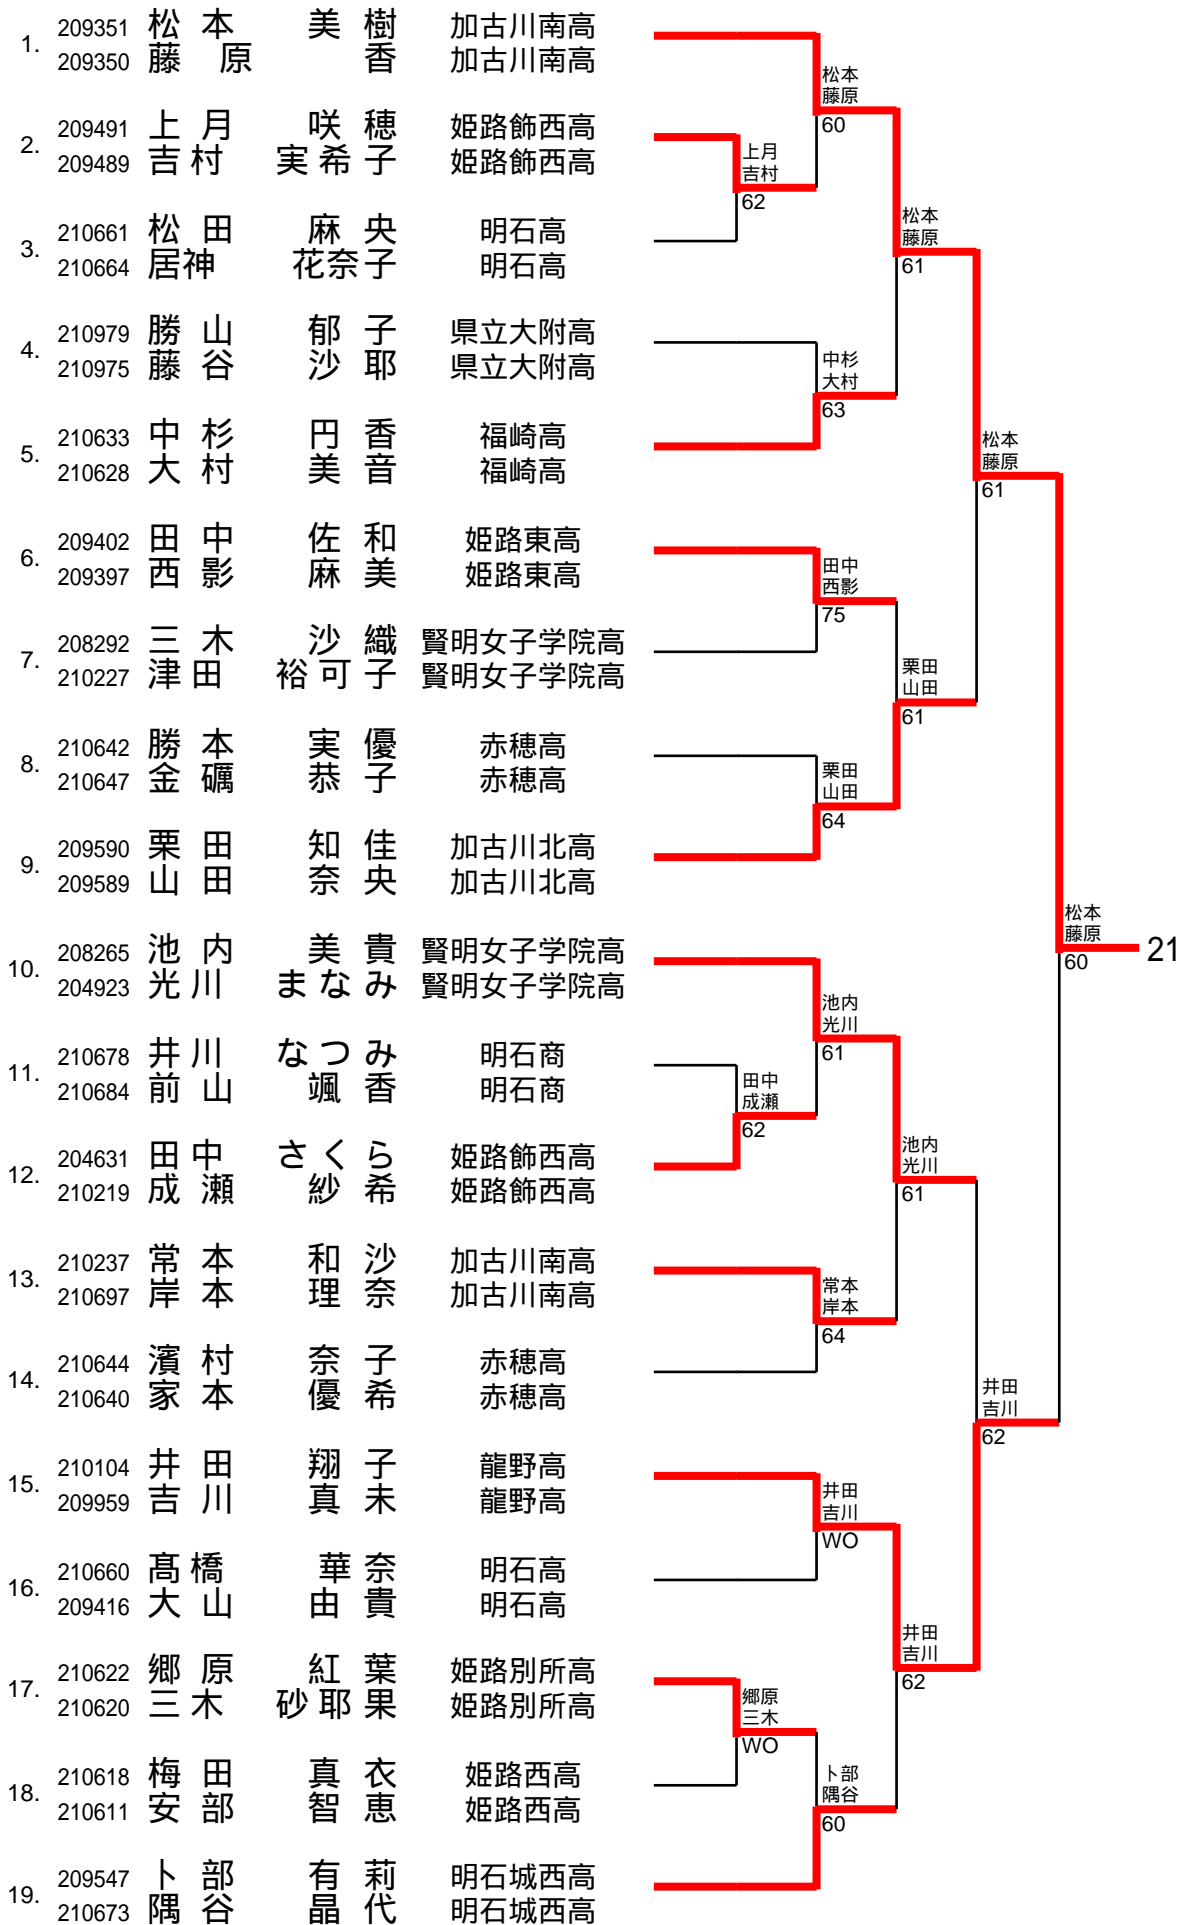 1. 209351 松本 美樹 加古川南高
209350 藤原 香 加古川南高
2. 209491 上月 咲穂 姫路飾西高
209489 吉村 実希子 姫路飾西高
3. 210661 松田 麻央 明石高
210664 居神 花奈子 明石高
4. 210979 勝山 郁子 県立大附高
210975 藤谷 沙耶 県立大附高
5. 210633 中杉 円香 福崎高
210628 大村 美音 福崎高
6. 209402 田中 佐和 姫路東高
209397 西影 麻美 姫路東高
7. 208292 三木 沙織 賢明女子学院高
210227 津田 裕可子 賢明女子学院高
8. 210642 勝本 実優 赤穂高
210647 金礪 恭子 赤穂高
9. 209590 栗田 知佳 加古川北高
209589 山田 奈央 加古川北高
10. 208265 池内 美貴 賢明女子学院高
204923 光川 まなみ 賢明女子学院高
11. 210678 井川 なつみ 明石商
210684 前山 颯香 明石商
12. 204631 田中 さくら 姫路飾西高
210219 成瀬 紗希 姫路飾西高
13. 210237 常本 和沙 加古川南高
210697 岸本 理奈 加古川南高
14. 210644 濱村 奈子 赤穂高
210640 家本 優希 赤穂高
15. 210104 井田 翔子 龍野高
209959 吉川 真未 龍野高
16. 210660 髙橋 華奈 明石高
209416 大山 由貴 明石高
17. 210622 郷原 紅葉 姫路別所高
210620 三木 砂耶果 姫路別所高
18. 210618 梅田 真衣 姫路西高
210611 安部 智恵 姫路西高
19. 209547 卜部 有莉 明石城西高
210673 隅谷 晶代 明石城西高
上月
吉村
62
田中
成瀬
62
郷原
三木
WO
松本
藤原
60
中杉
大村
63
田中
西影
75
栗田
山田
64
池内
光川
61
常本
岸本
64
井田
吉川
WO
卜部
隅谷
60
松本
藤原
61
栗田
山田
61
池内
光川
61
井田
吉川
62
松本
藤原
61
井田
吉川
62
松本
藤原
60
21